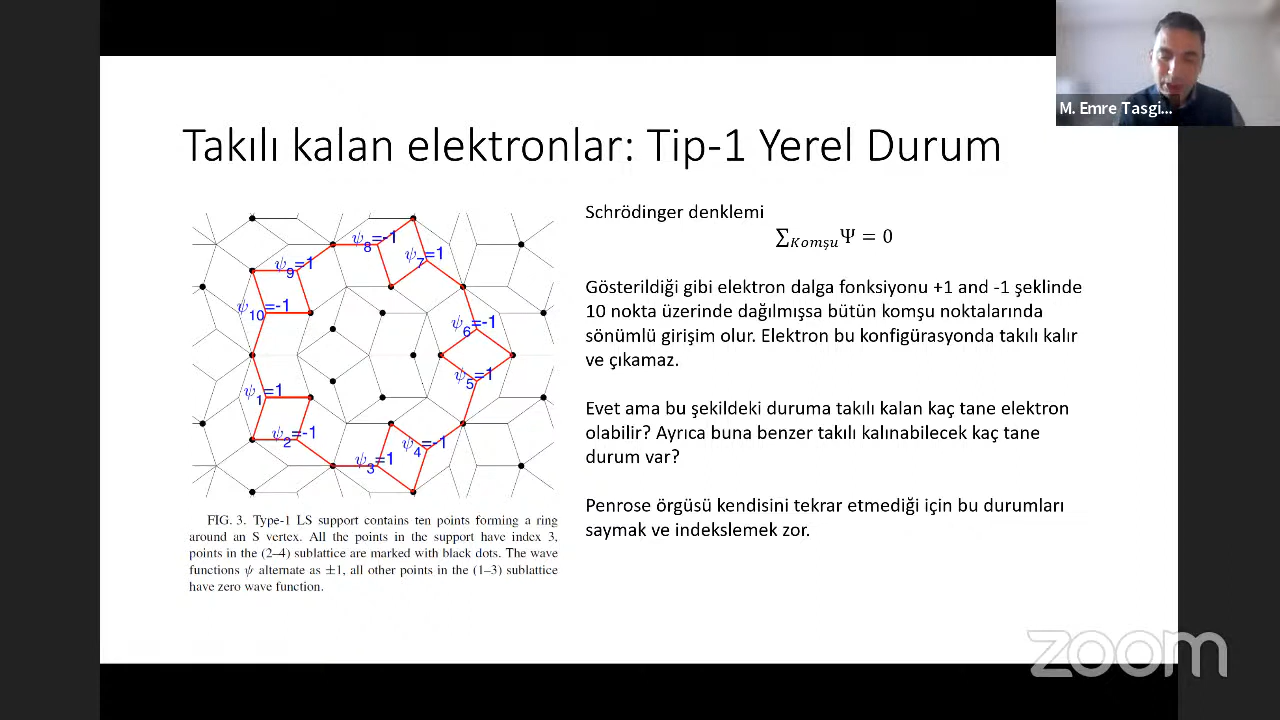 M. Emre Tasgi...
Takılı kalan elektronlar: Tip-1 Yerel Durum
ψ8=-1
ψ7=1
ψ9=1
ψ10=-1
ψ6=-1
ψ5=1
ψ1=1
ψ2=-1
ψ4=-1
ψ3=1
FIG. 3. Type-1 LS support contains ten points forming a ring
around an S vertex. All the points in the support have index 3,
points in the (2–4) sublattice are marked with black dots. The wave
functions ψ alternate as ±1, all other points in the (1–3) sublattice
have zero wave function.
Schrödinger denklemi
∑Komşu Ψ = 0
Gösterildiği gibi elektron dalga fonksiyonu +1 and -1 şeklinde
10 nokta üzerinde dağılmışsa bütün komşu noktalarında
sönümlü girişim olur. Elektron bu konfigürasyonda takılı kalır
ve çıkamaz.
Evet ama bu şekildeki duruma takılı kalan kaç tane elektron
olabilir? Ayrıca buna benzer takılı kalınabilecek kaç tane
durum var?
Penrose örgüsü kendisini tekrar etmediği için bu durumları
saymak ve indekslemek zor.
zoom